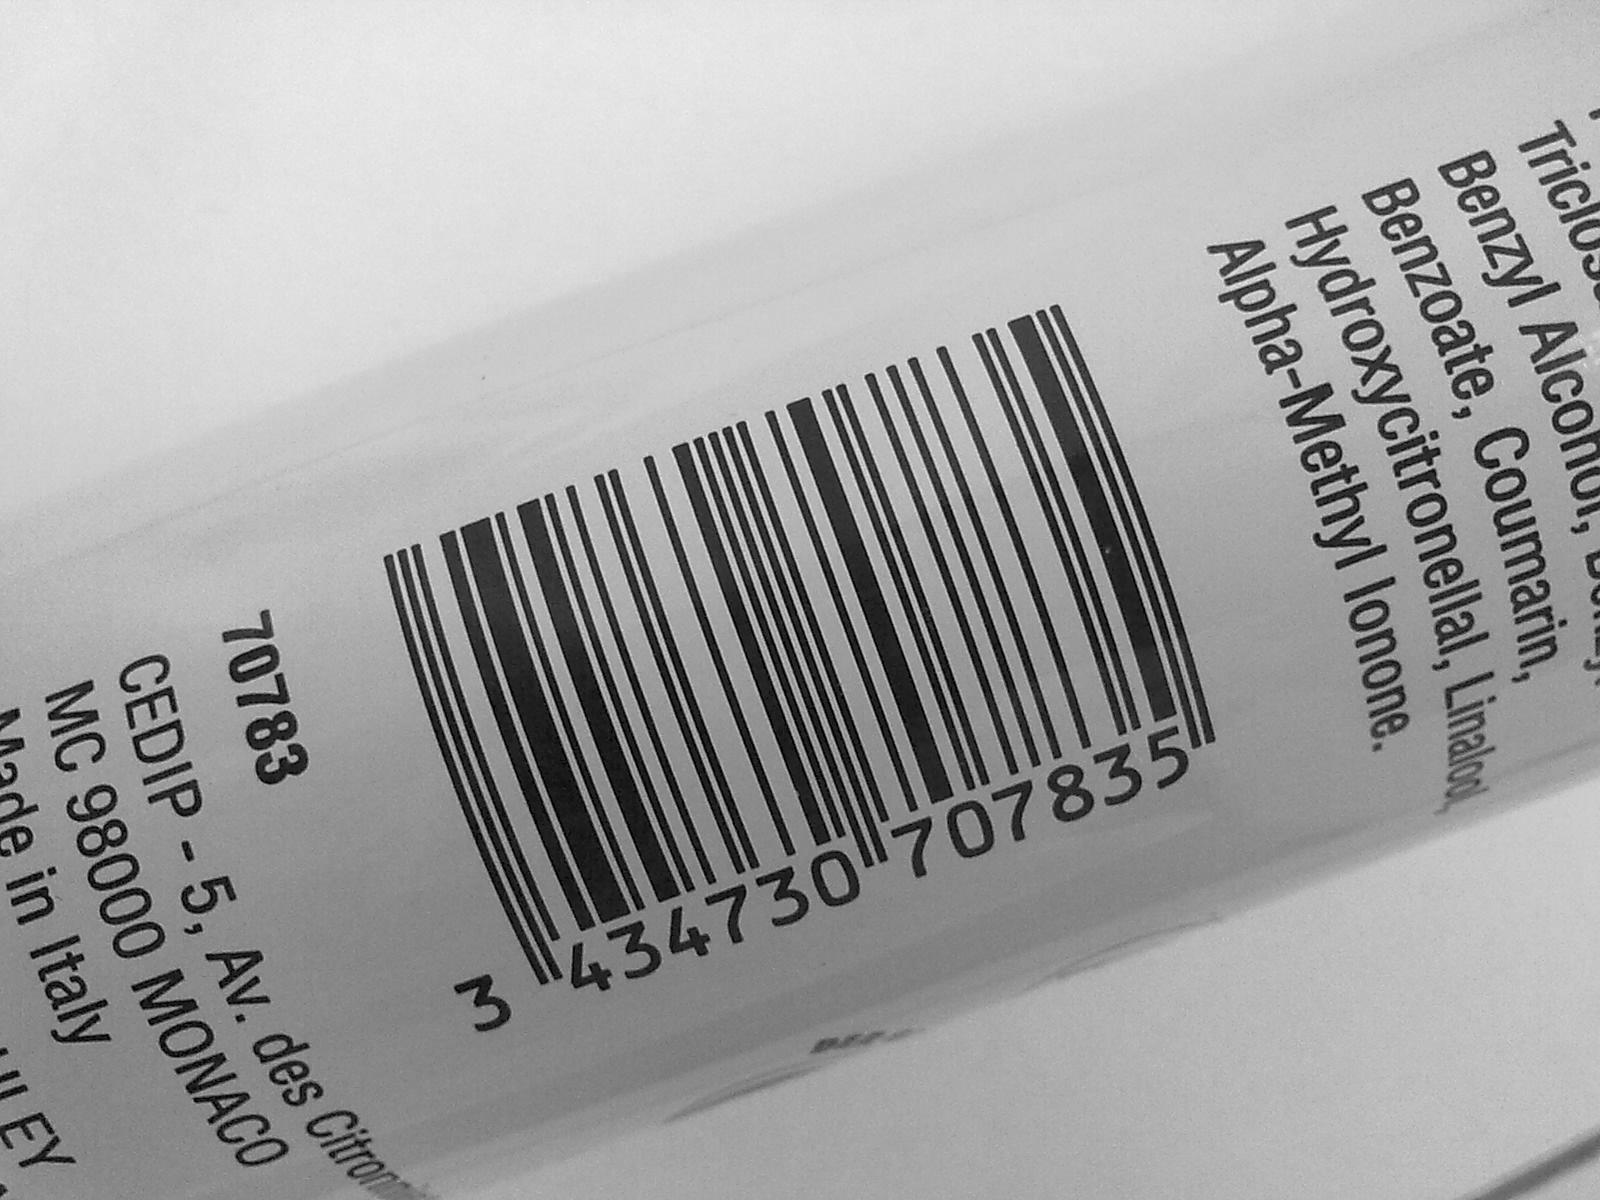 Benzyl Alcohol,
Benzoate, Coumarin,
Hydroxycitronellal, Linalool,
Alpha-Methyl Ionone.
3 434730 707835
70783
CEDIP - 5, Av. des
MC 98000 MONACO
Made in Italy